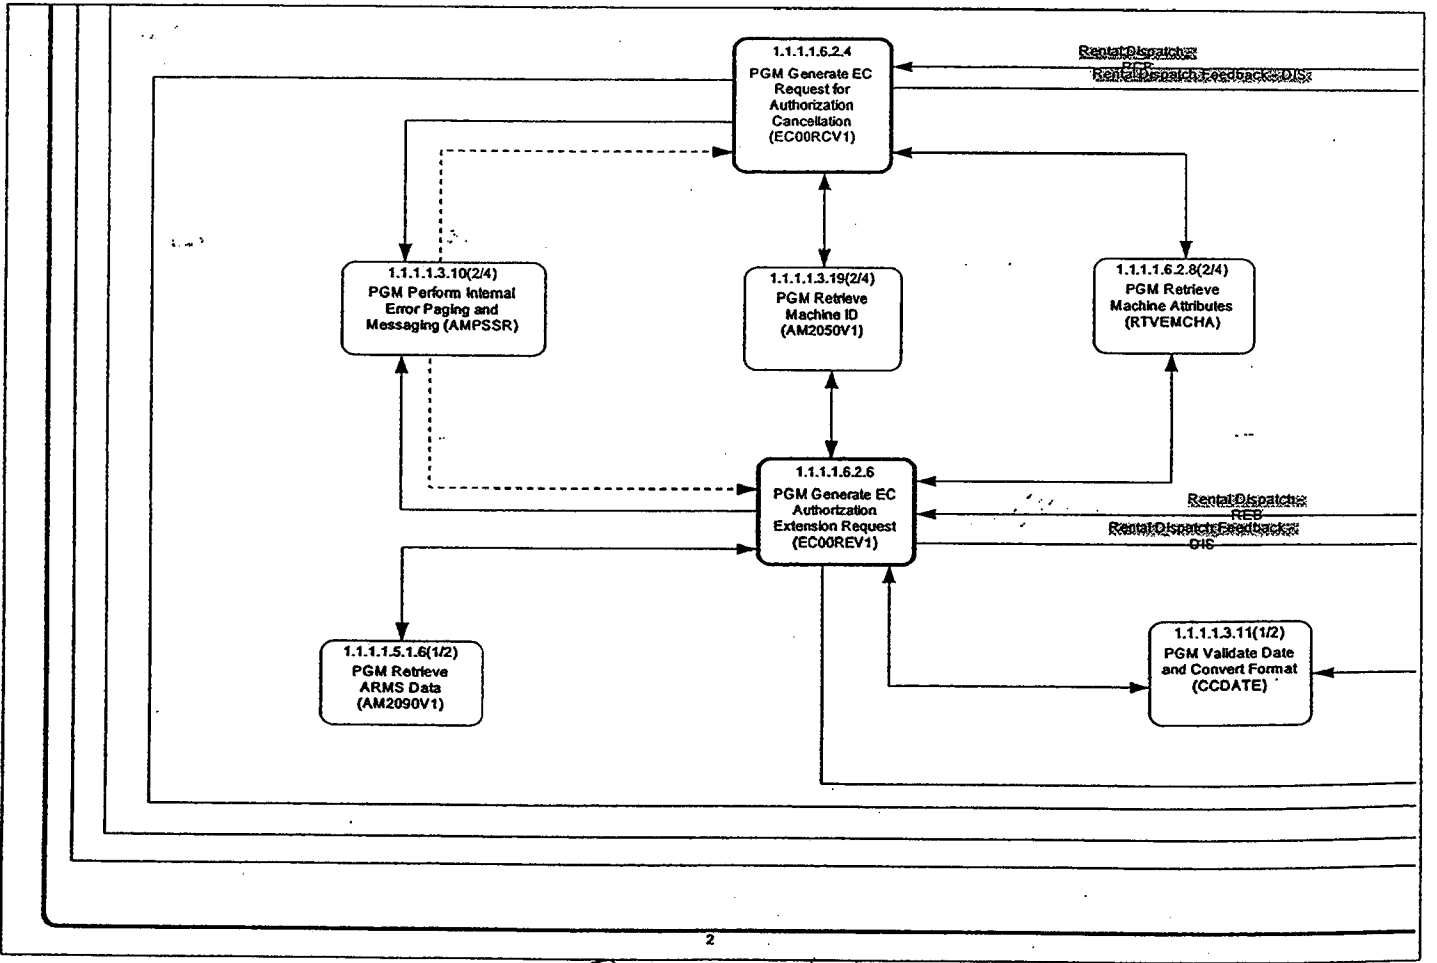 1.1.1.1.6.2.4
PGM Generate EC
Request for
Authorization
Cancellation
(EC00RCV1)
Rental Dispatch -
Rental Dispatch Feedback - DIS
1.1.1.1.3.10(2/4)
PGM Perform Internal
Error Paging and
Messaging (AMPSSR)
1.1.1.1.3.19(2/4)
PGM Retrieve
Machine ID
(AM2050V1)
1.1.1.1.6.2.8(2/4)
PGM Retrieve
Machine Attributes
(RTVEMCHA)
1.1.1.1.6.2.6
PGM Generate EC
Authorization
Extension Request
(EC00REV1)
Rental Dispatch -
Rental Dispatch Feedback -
DIS
1.1.1.1.5.1.6(1/2)
PGM Retrieve
ARMS Data
(AM2090V1)
1.1.1.1.3.11(1/2)
PGM Validate Date
and Convert Format
(CCDATE)
2